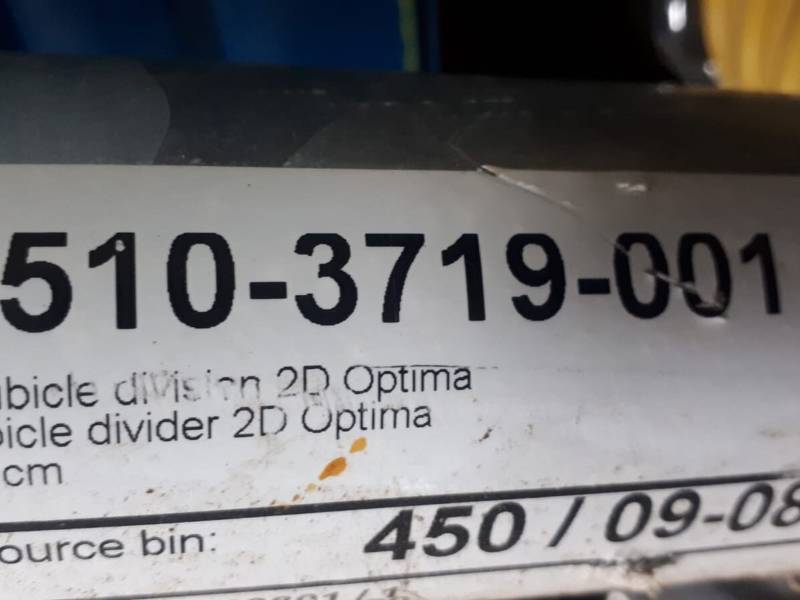 510-3719-001
ubicle division 2D Optima
bicle divider 2D Optima
cm
ource bin: 450 / 09-08